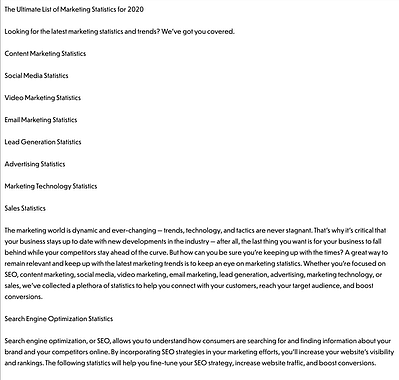 The Ultimate List of Marketing Statistics for 2020
Looking for the latest marketing statistics and trends? We've got you covered.
Content Marketing Statistics
Social Media Statistics
Video Marketing Statistics
Email Marketing Statistics
Lead Generation Statistics
Advertising Statistics
Marketing Technology Statistics
Sales Statistics
The marketing world is dynamic and ever-changing — trends, technology, and tactics are never stagnant. That's why it's critical that
your business stays up to date with new developments in the industry — after all, the last thing you want is for your business to fall
behind while your competitors stay ahead of the curve. But how can you be sure you're keeping up with the times? A great way to
remain relevant and keep up with the latest marketing trends is to keep an eye on marketing statistics. Whether you're focused on
SEO, content marketing, social media, video marketing, email marketing, lead generation, advertising, marketing technology, or
sales, we've collected a plethora of statistics to help you connect with your customers, reach your target audience, and boost
conversions.
Search Engine Optimization Statistics
Search engine optimization, or SEO, allows you to understand how consumers are searching for and finding information about your
brand and your competitors online. By incorporating SEO strategies in your marketing efforts, you'll increase your website's visibility
and rankings. The following statistics will help you fine-tune your SEO strategy, increase website traffic, and boost conversions.